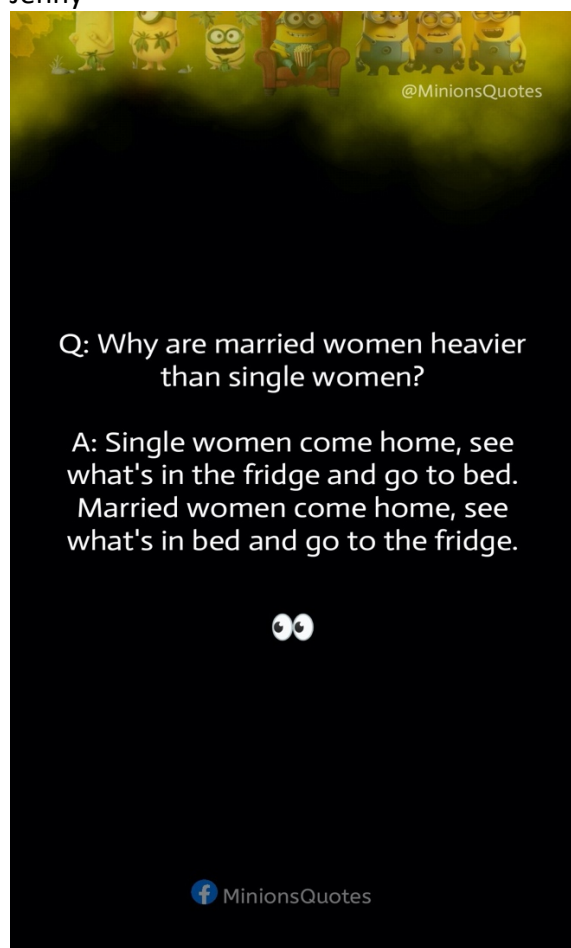 Jenny
@MinionsQuotes
Q: Why are married women heavier
than single women?
A: Single women come home, see
what's in the fridge and go to bed.
Married women come home, see
what's in bed and go to the fridge.
👀
MinionsQuotes